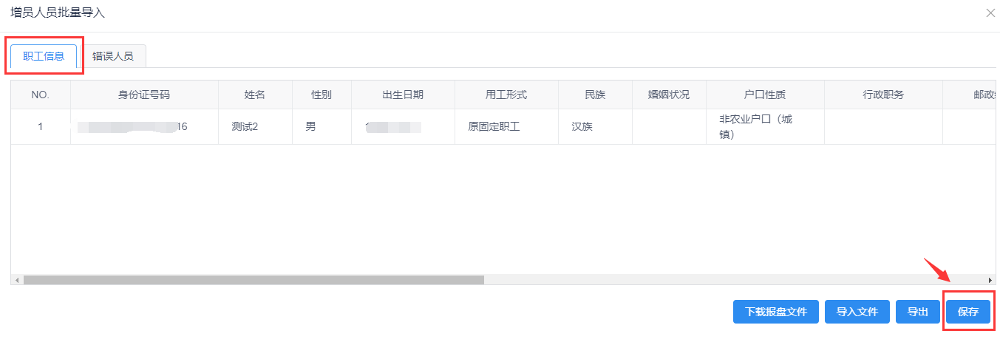 增员人员批量导入
职工信息 错误人员
NO. 身份证号码 姓名 性别 出生日期 用工形式 民族 婚姻状况 户口性质 行政职务 邮政
1 16 测试2 男 原固定职工 汉族 非农业户口（城
镇）
下载报盘文件 导入文件 导出 保存